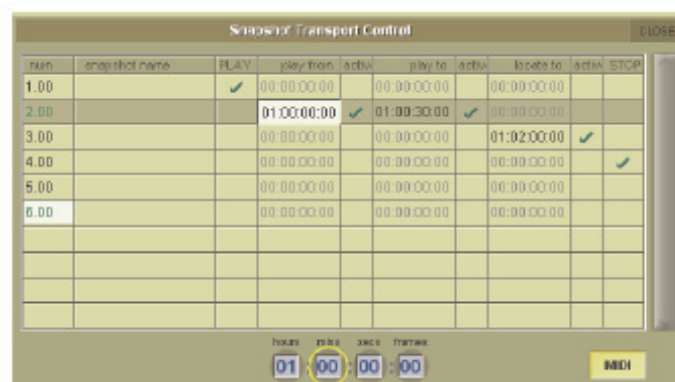 Snapshot Transport Control CLOSE
num snapshot name PLAY play from activ play to activ locate to activ STOP
1.00 00:00:00:00 00:00:00:00 00:00:00:00
2.00 01:00:00:00 01:00:30:00 00:00:00:00
3.00 00:00:00:00 00:00:00:00 01:02:00:00
4.00 00:00:00:00 00:00:00:00 00:00:00:00
5.00 00:00:00:00 00:00:00:00 00:00:00:00
6.00 00:00:00:00 00:00:00:00 00:00:00:00
hours mins secs frames
01 : 00 : 00 : 00 MIDI